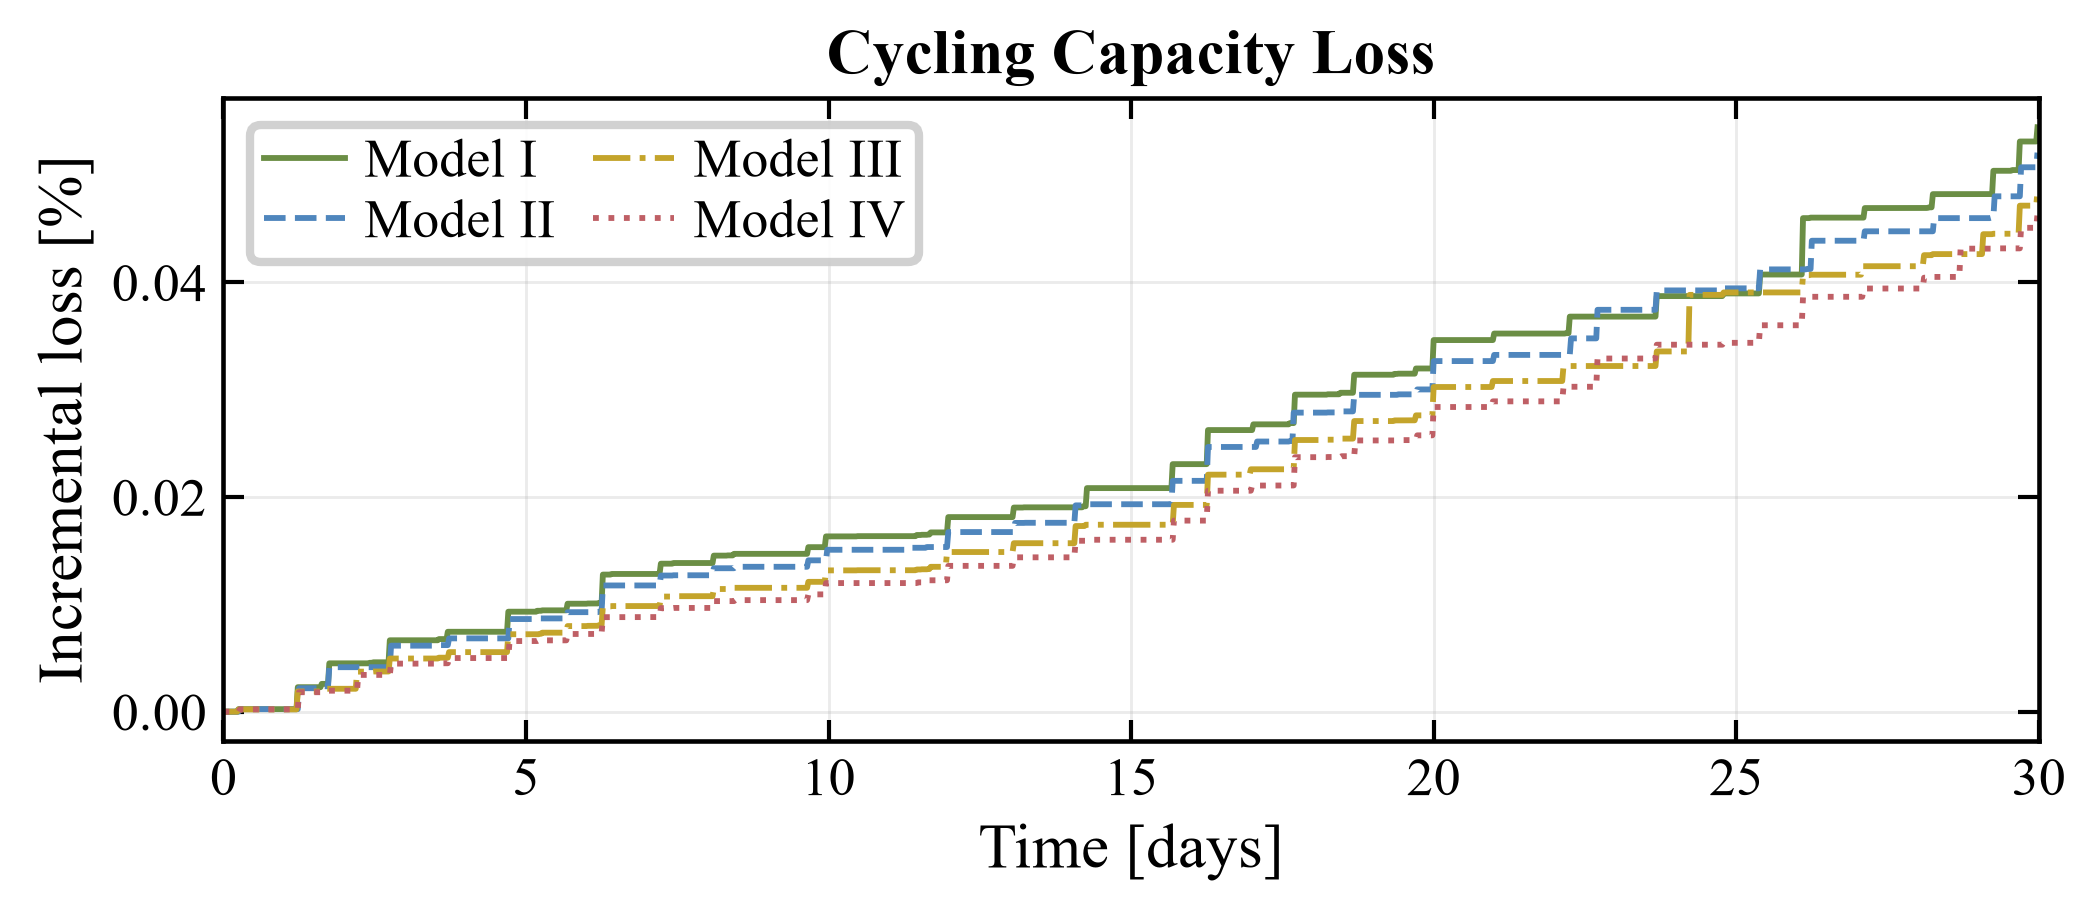 Cycling Capacity Loss
Incremental loss [%]
Model I
Model II
Model III
Model IV
0.04
0.02
0.00
0 5 10 15 20 25 30
Time [days]